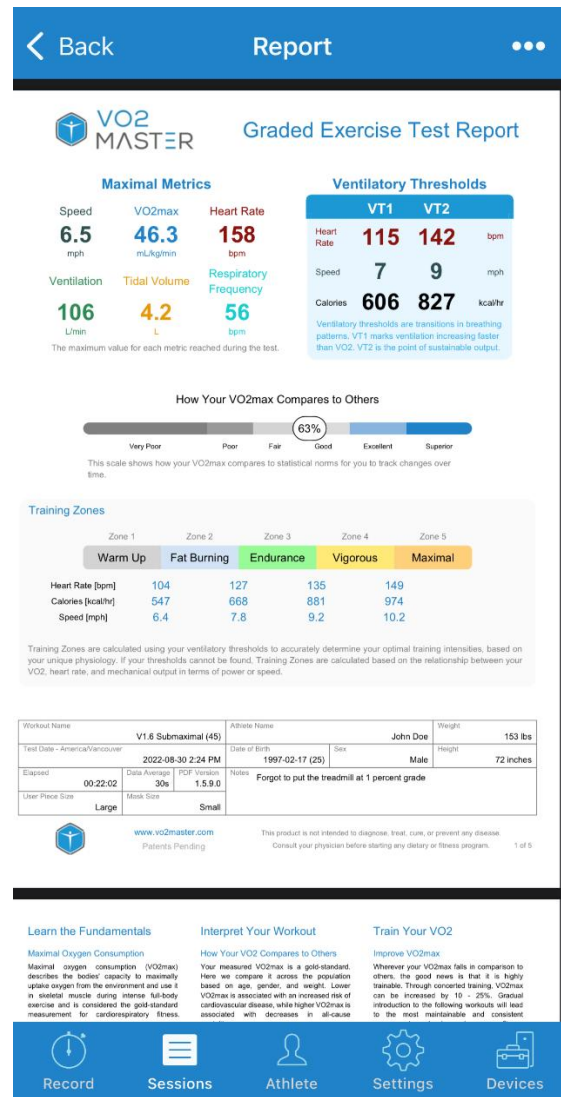 Back
Report
VO2 MASTER
Graded Exercise Test Report
Maximal Metrics
Speed VO2max Heart Rate
6.5 46.3 158
mph mL/kg/min bpm
Ventilation Tidal Volume Respiratory Frequency
106 4.2 56
L/min L bpm
The maximum value for each metric reached during the test.
Ventilatory Thresholds
VT1 VT2
Heart Rate 115 142 bpm
Speed 7 9 mph
Calories 606 827 kcal/hr
Ventilatory thresholds are transitions in breathing
patterns. VT1 marks ventilation increasing faster
than VO2. VT2 is the point of sustainable output.
How Your VO2max Compares to Others
63%
Very Poor Poor Fair Good Excellent Superior
This scale shows how your VO2max compares to statistical norms for you to track changes over
time.
Training Zones
Zone 1 Zone 2 Zone 3 Zone 4 Zone 5
Warm Up Fat Burning Endurance Vigorous Maximal
Heart Rate [bpm] 104 127 135 149
Calories [kcal/hr] 547 668 881 974
Speed [mph] 6.4 7.8 9.2 10.2
Training Zones are calculated using your ventilatory thresholds to accurately determine your optimal training intensities, based on
your unique physiology. If your thresholds cannot be found, Training Zones are calculated based on the relationship between your
VO2, heart rate, and mechanical output in terms of power or speed.
Workout Name V1.6 Submaximal (45) Athlete Name John Doe Weight 153 lbs
Test Date - America/Vancouver 2022-08-30 2:24 PM Date of Birth 1997-02-17 (25) Sex Male Height 72 inches
Elapsed 00:22:02 Data Average 30s PDF Version 1.5.9.0 Notes Forgot to put the treadmill at 1 percent grade
User Piece Size Large Mask Size Small
www.vo2master.com
Patents Pending
This product is not intended to diagnose, treat, cure, or prevent any disease.
Consult your physician before starting any dietary or fitness program.
1 of 5
Learn the Fundamentals
Maximal Oxygen Consumption
Maximal oxygen consumption (VO2max)
describes the bodies' capacity to maximally
uptake oxygen from the environment and use it
in skeletal muscle during intense full-body
exercise and is considered the gold-standard
measurement for cardiorespiratory fitness.
Interpret Your Workout
How Your VO2 Compares to Others
Your measured VO2max is a gold-standard.
Here we compare it across the population
based on age, gender, and weight. Lower
VO2max is associated with an increased risk of
cardiovascular disease, while higher VO2max is
associated with decreases in all-cause
Train Your VO2
Improve VO2max
Wherever your VO2max falls in comparison to
others, the good news is that it is highly
trainable. Through concerted training, VO2max
can be increased by 10 - 25%. Gradual
introduction to the following workouts will lead
to the most maintainable and consistent
Record
Sessions
Athlete
Settings
Devices